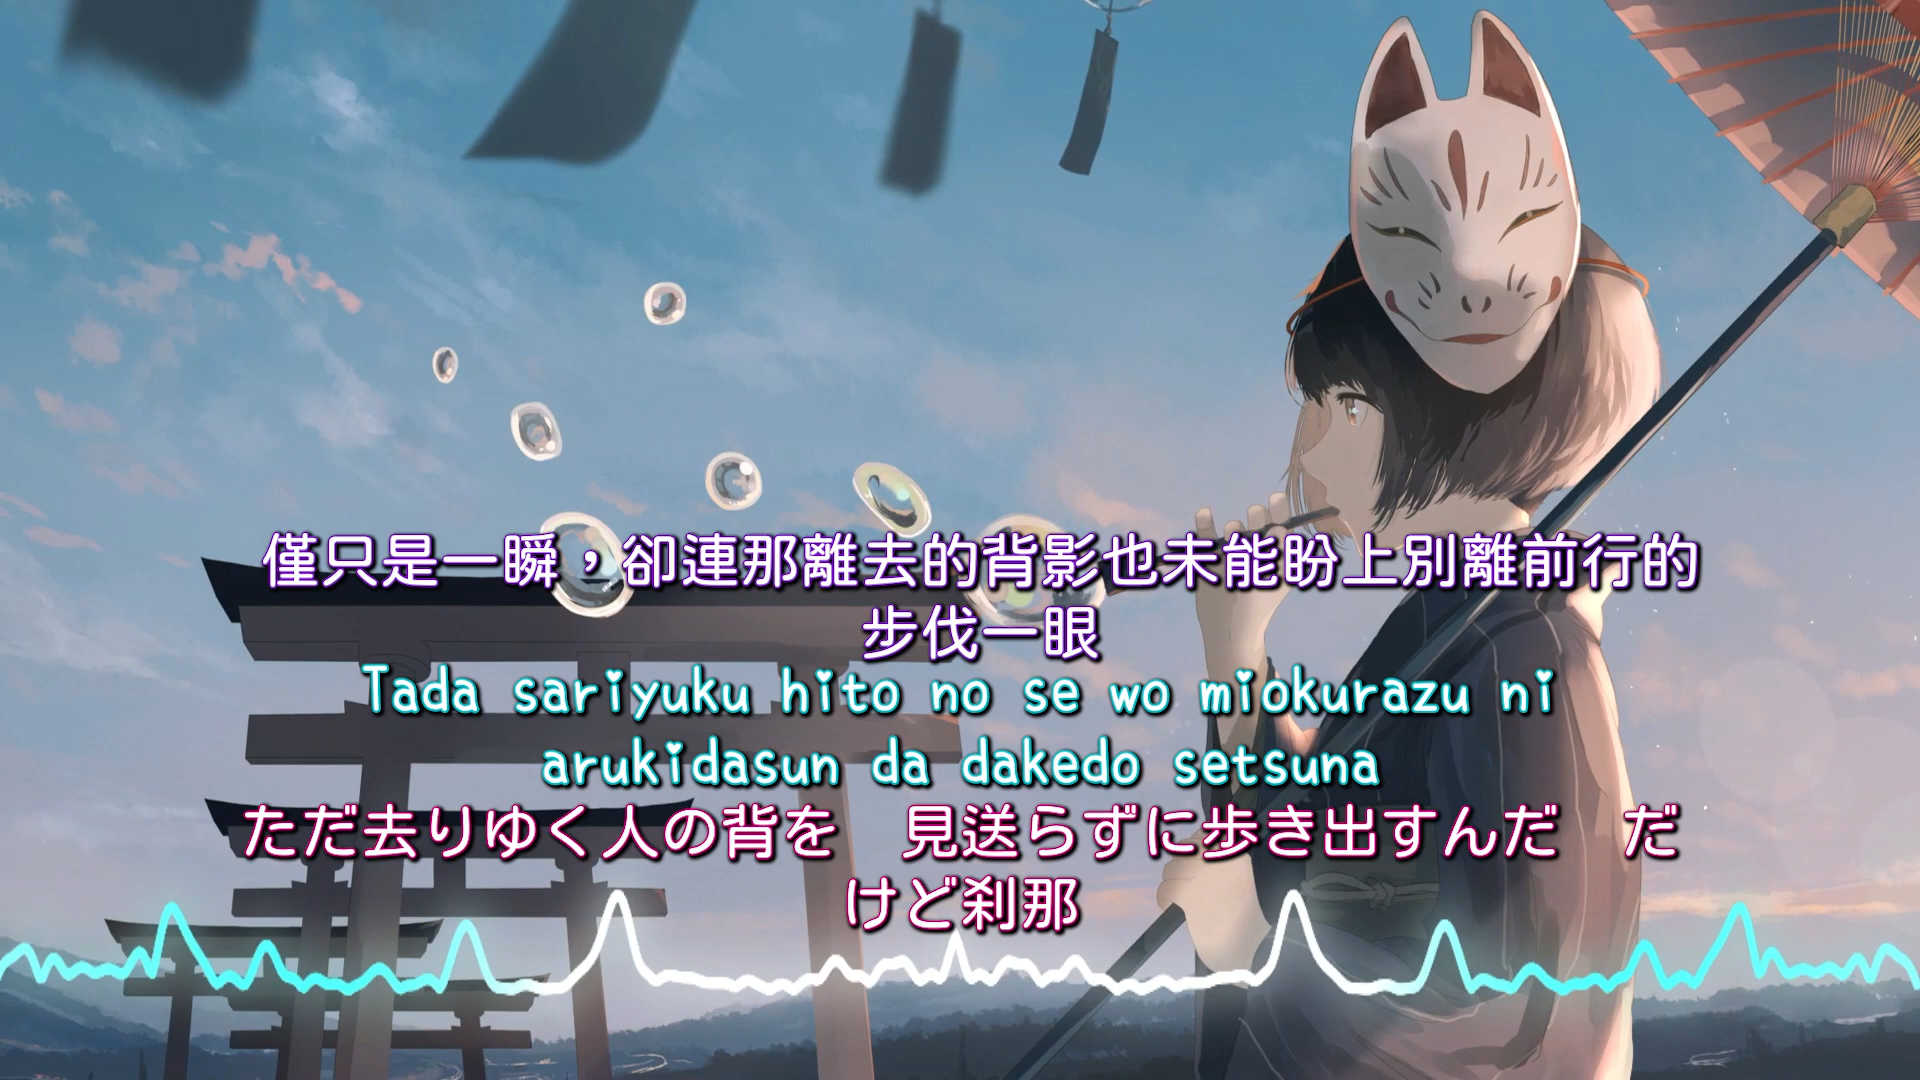 僅只是一瞬，卻連那離去的背影也未能盼上別離前行的
步伐一眼
Tada sariyuku hito no se wo miokurazu ni
arukidasun da dakedo setsuna
ただ去りゆく人の背を　見送らずに歩き出すんだ　だ
けど刹那